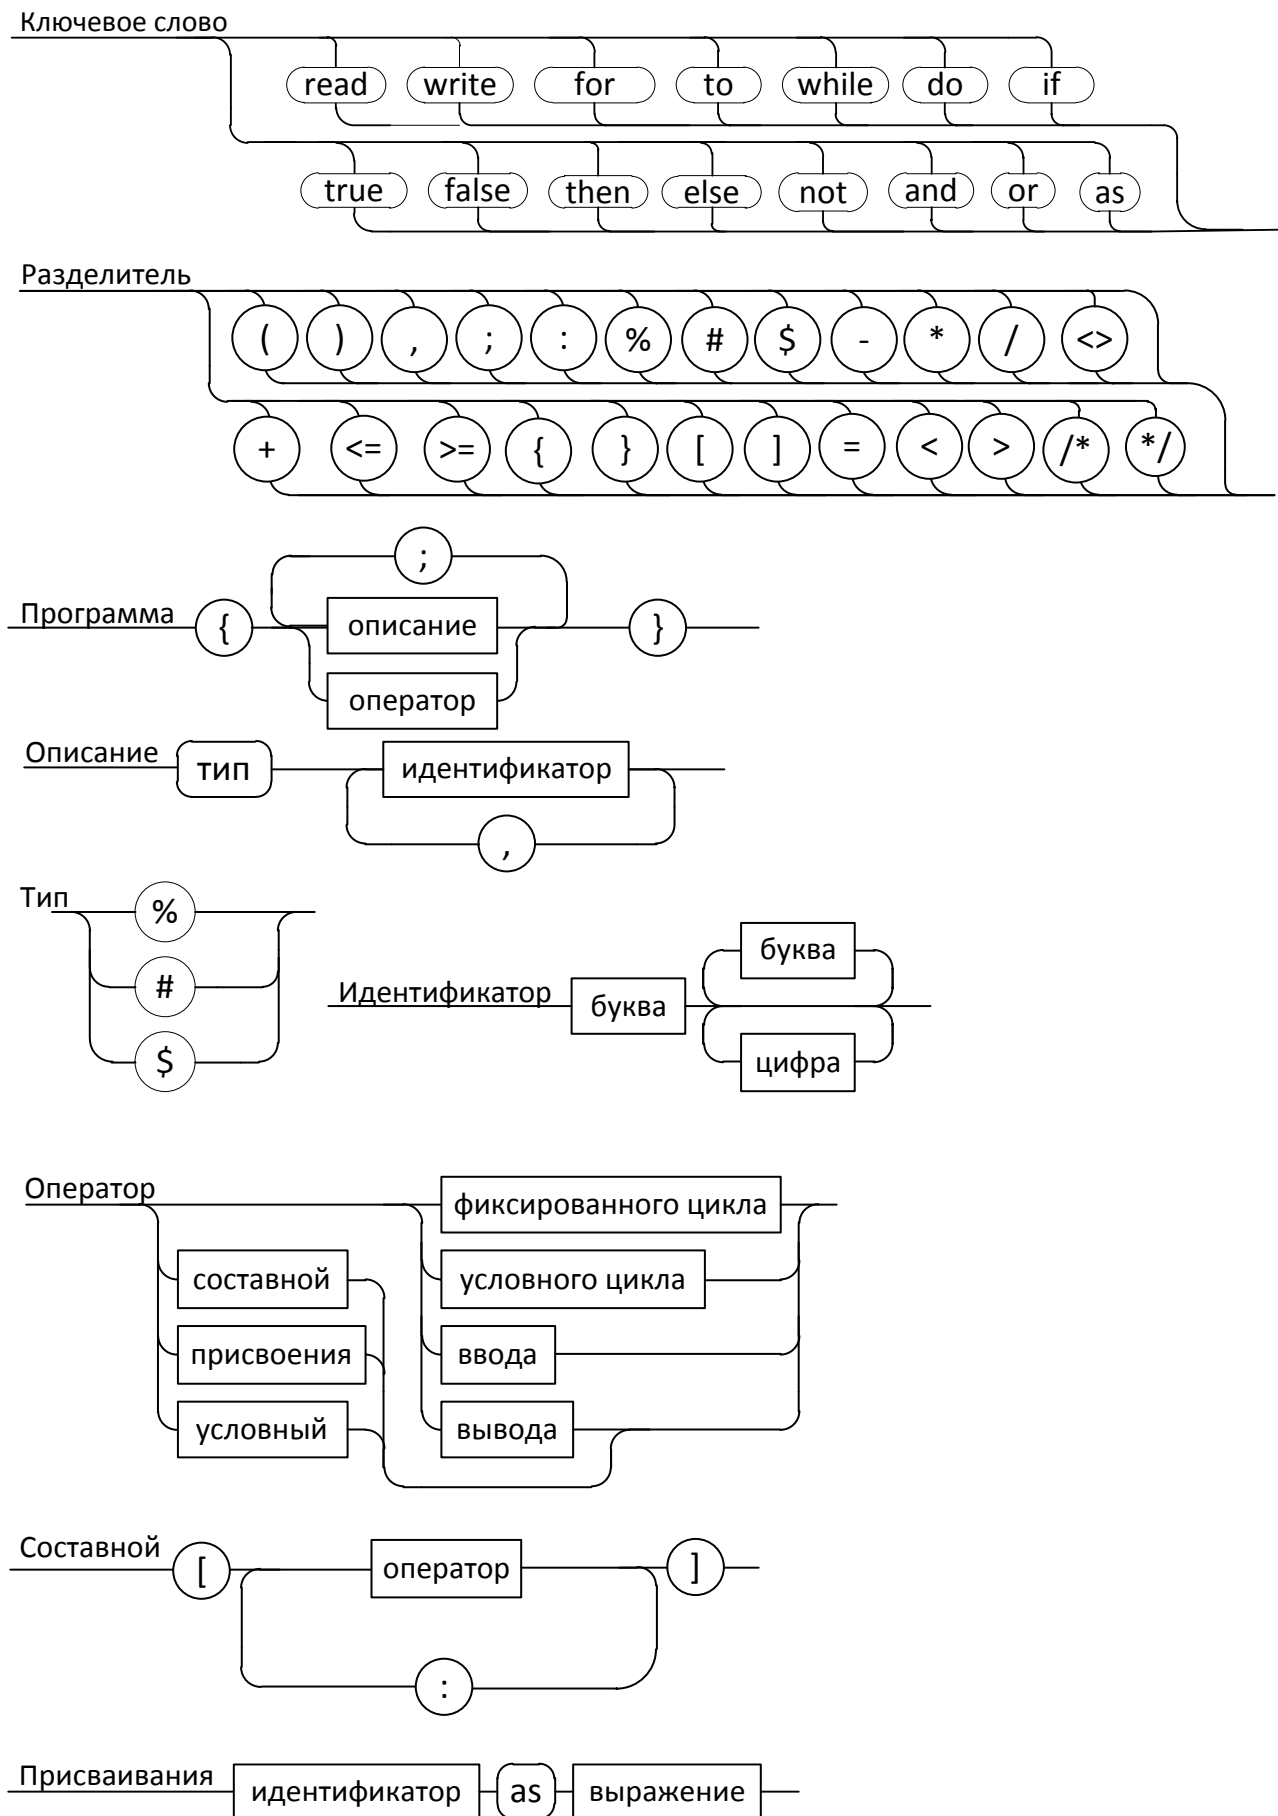 Ключевое слово
read write for to while do if
true false then else not and or as
Разделитель
( ) , ; : % # $ - * / <>
+ <= >= { } [ ] = < > /* */
;
Программа { описание }
оператор
Описание тип идентификатор
,
Тип %
#
$
буква
Идентификатор буква
цифра
Оператор фиксированного цикла
составной условного цикла
присвоения ввода
условный вывода
Составной [ оператор ]
:
Присваивания идентификатор as выражение